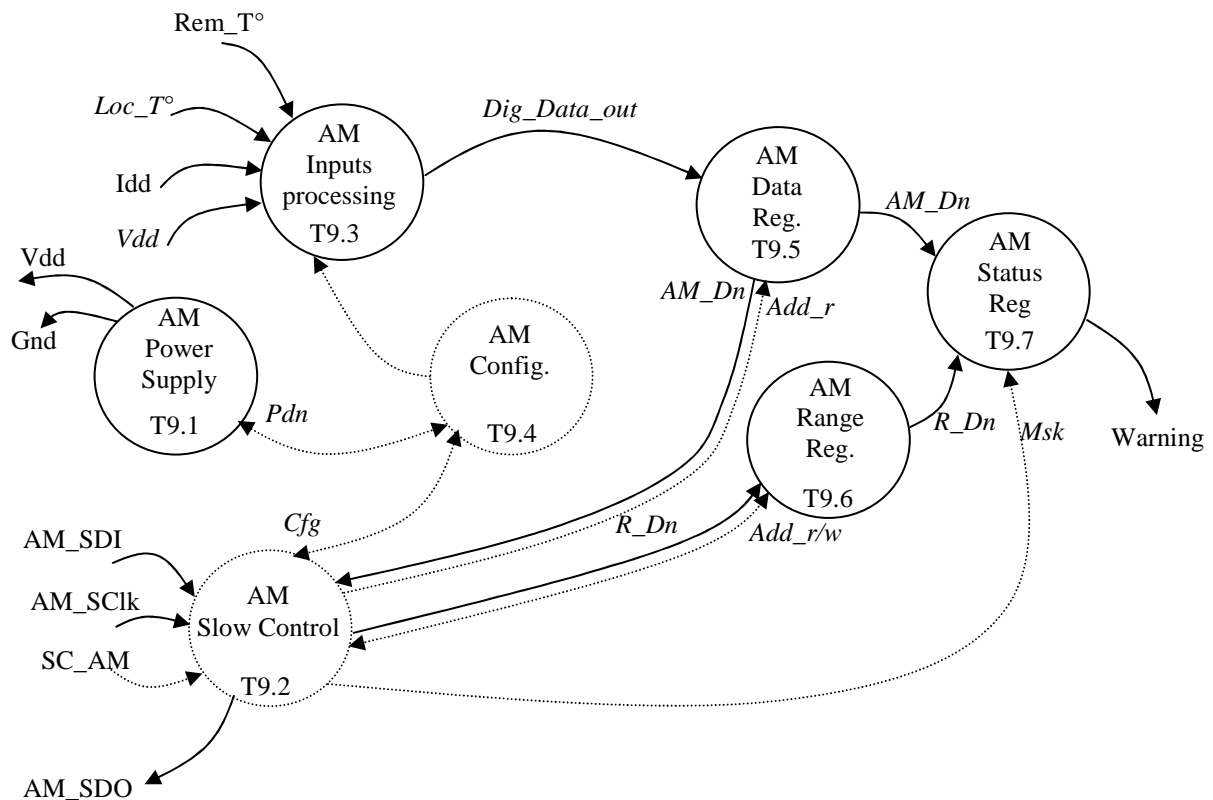 Rem_T°
Loc_T°
Idd
Vdd
AM
Inputs
processing
T9.3
Dig_Data_out
AM
Data
Reg.
T9.5
AM_Dn
AM
Status
Reg
T9.7
Warning
Vdd
Gnd
AM
Power
Supply
T9.1
Pdn
AM
Config.
T9.4
AM_Dn
Add_r
AM
Range
Reg.
T9.6
R_Dn
Msk
Cfg
R_Dn
Add_r/w
AM_SDI
AM_SClk
SC_AM
AM
Slow Control
T9.2
AM_SDO